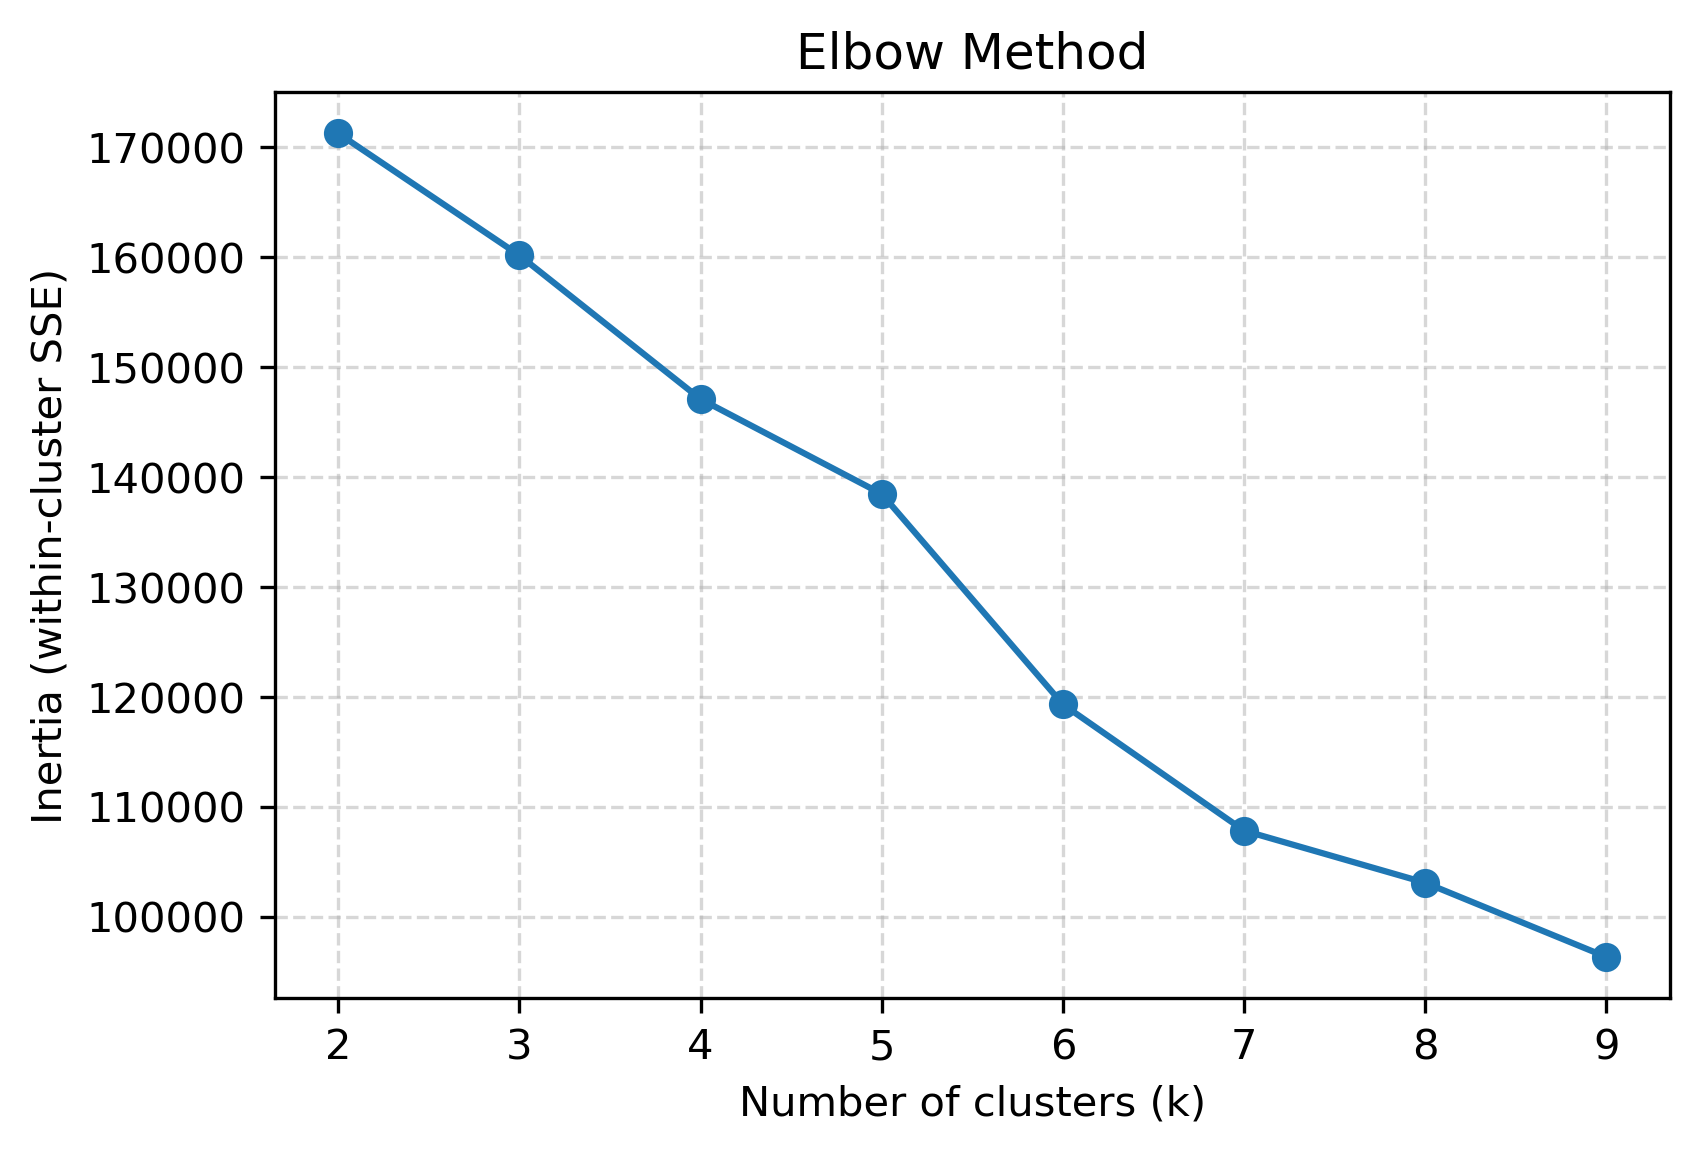 Elbow Method
Inertia (within-cluster SSE)
170000
160000
150000
140000
130000
120000
110000
100000
2 3 4 5 6 7 8 9
Number of clusters (k)